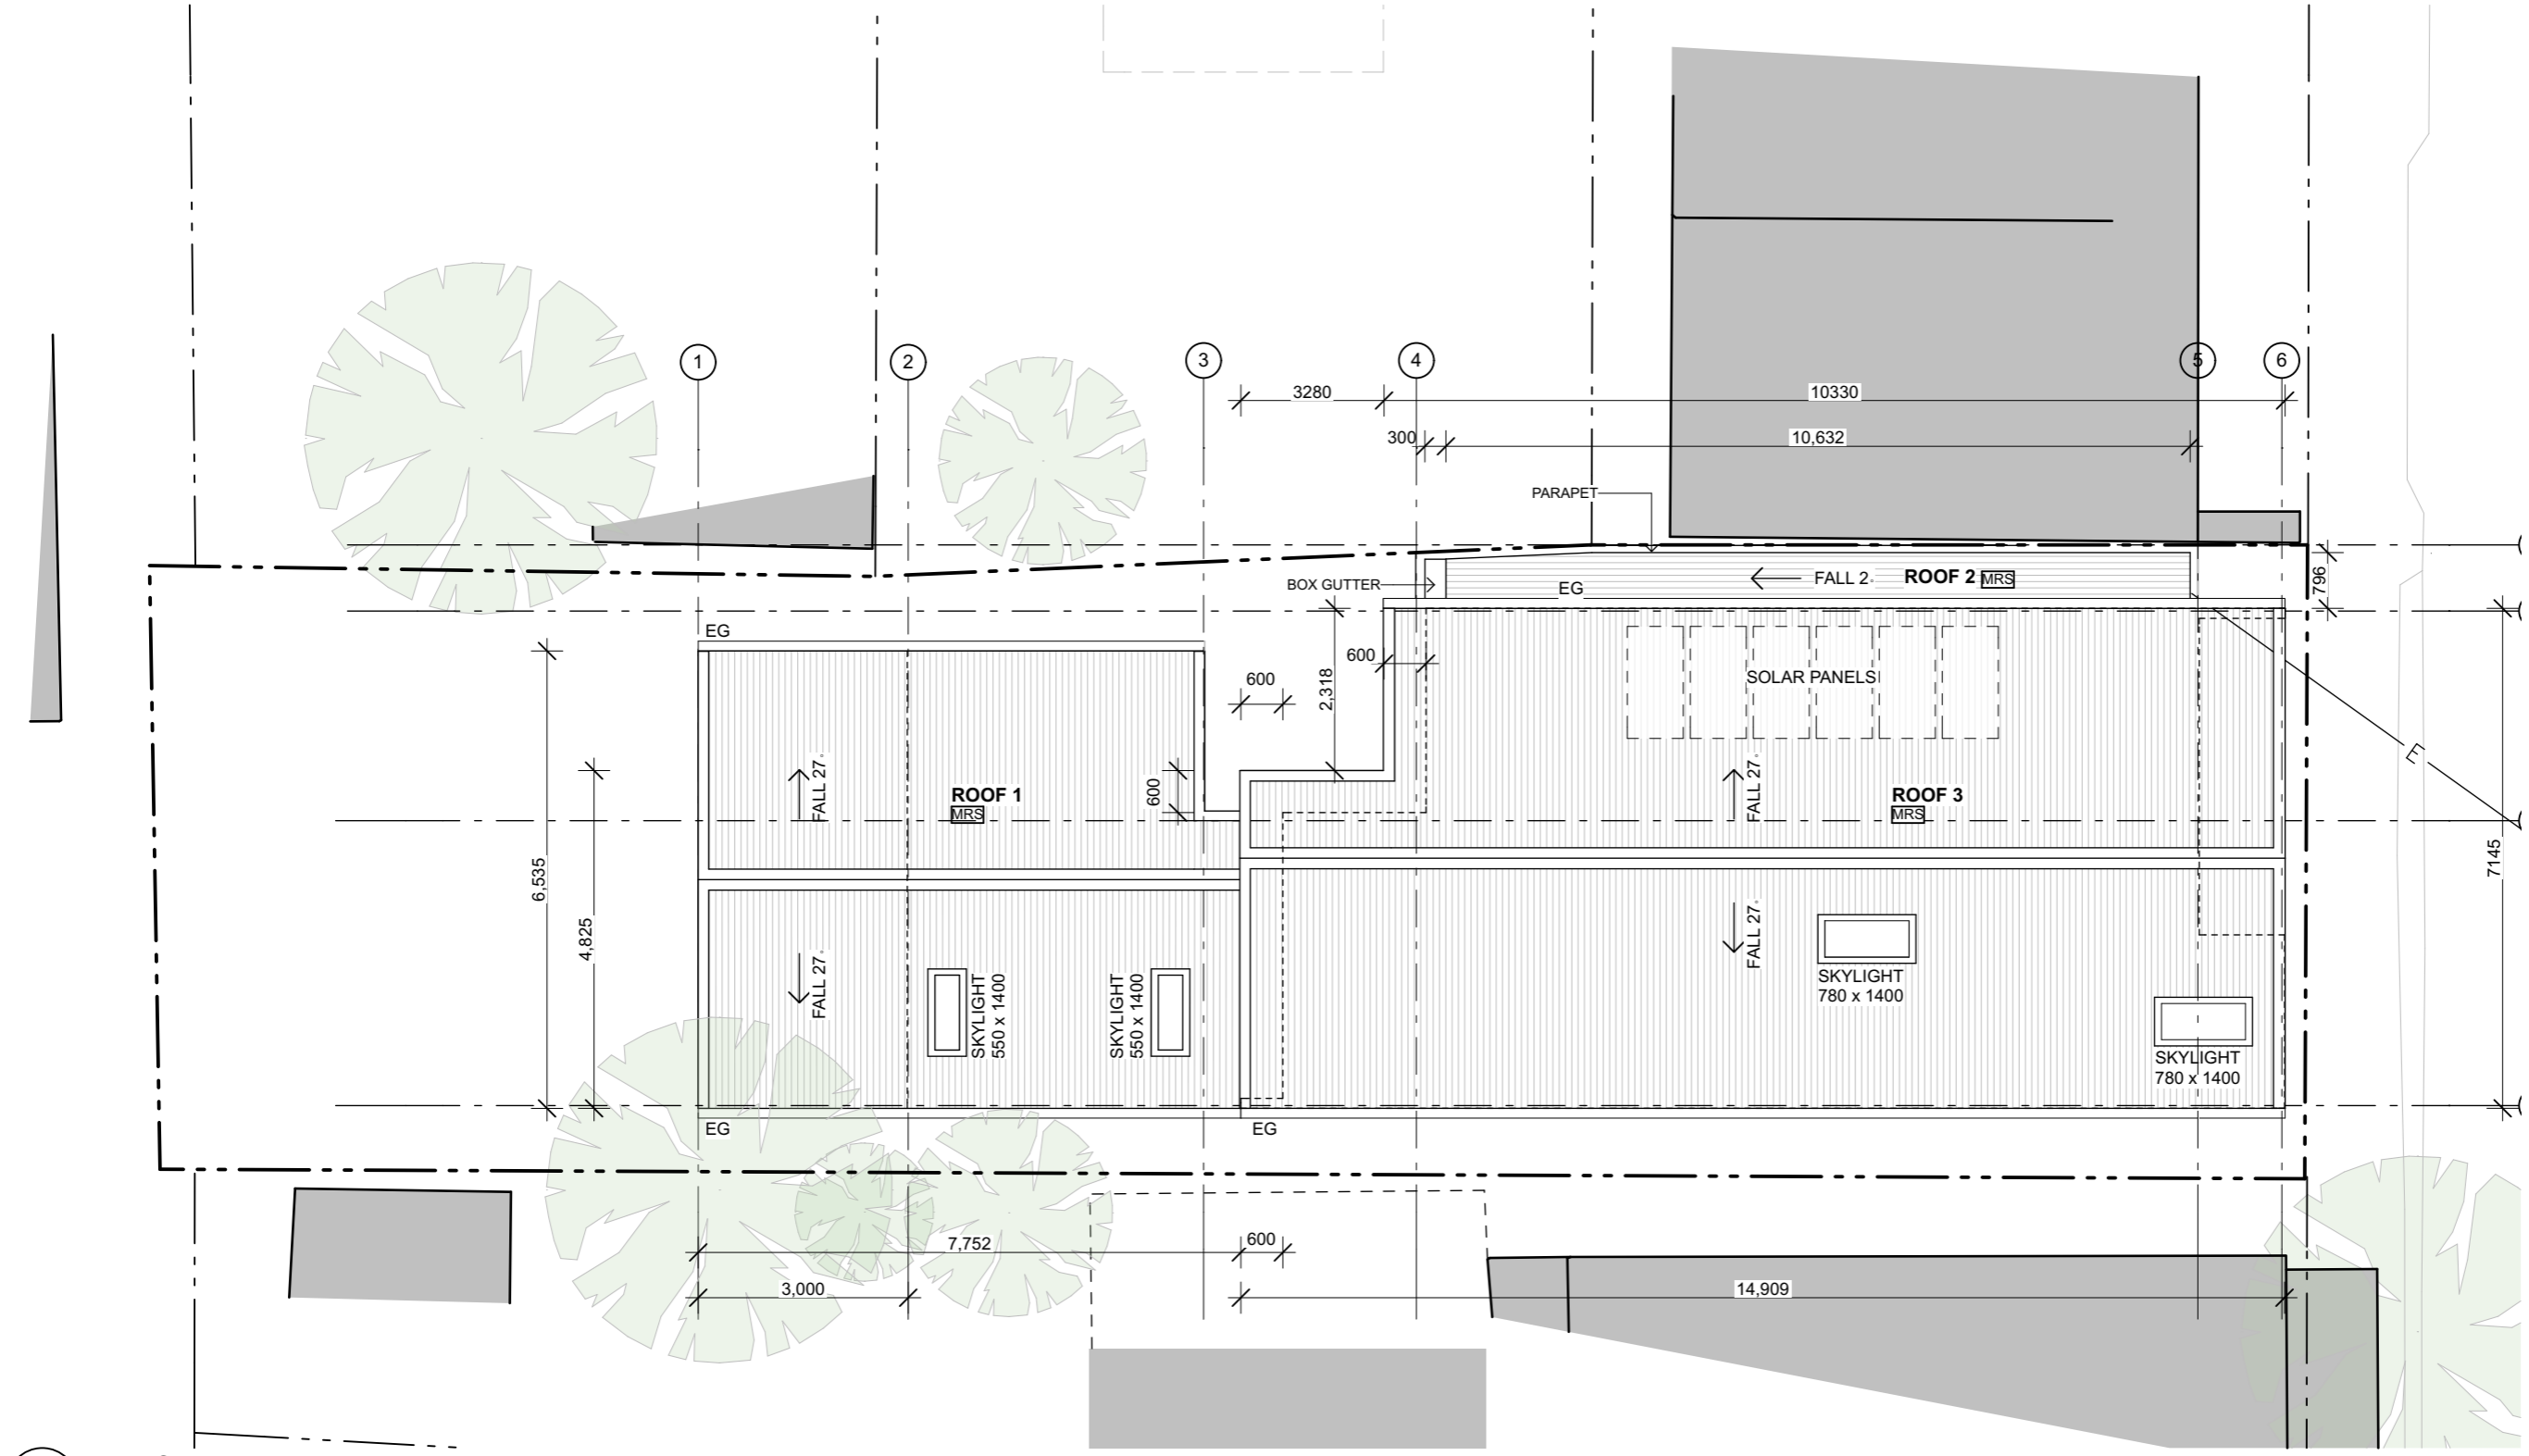 1
2
3
4
5
6
3280
10330
300
10,632
PARAPET
BOX GUTTER
FALL 2°
ROOF 2 MRS
EG
796
EG
600
600
2,318
SOLAR PANELS
FALL 27°
ROOF 1
MRS
600
FALL 27°
ROOF 3
MRS
E
6,535
4,825
7145
FALL 27°
SKYLIGHT
550 x 1400
SKYLIGHT
550 x 1400
FALL 27°
SKYLIGHT
780 x 1400
SKYLIGHT
780 x 1400
EG
EG
7,752
600
3,000
14,909